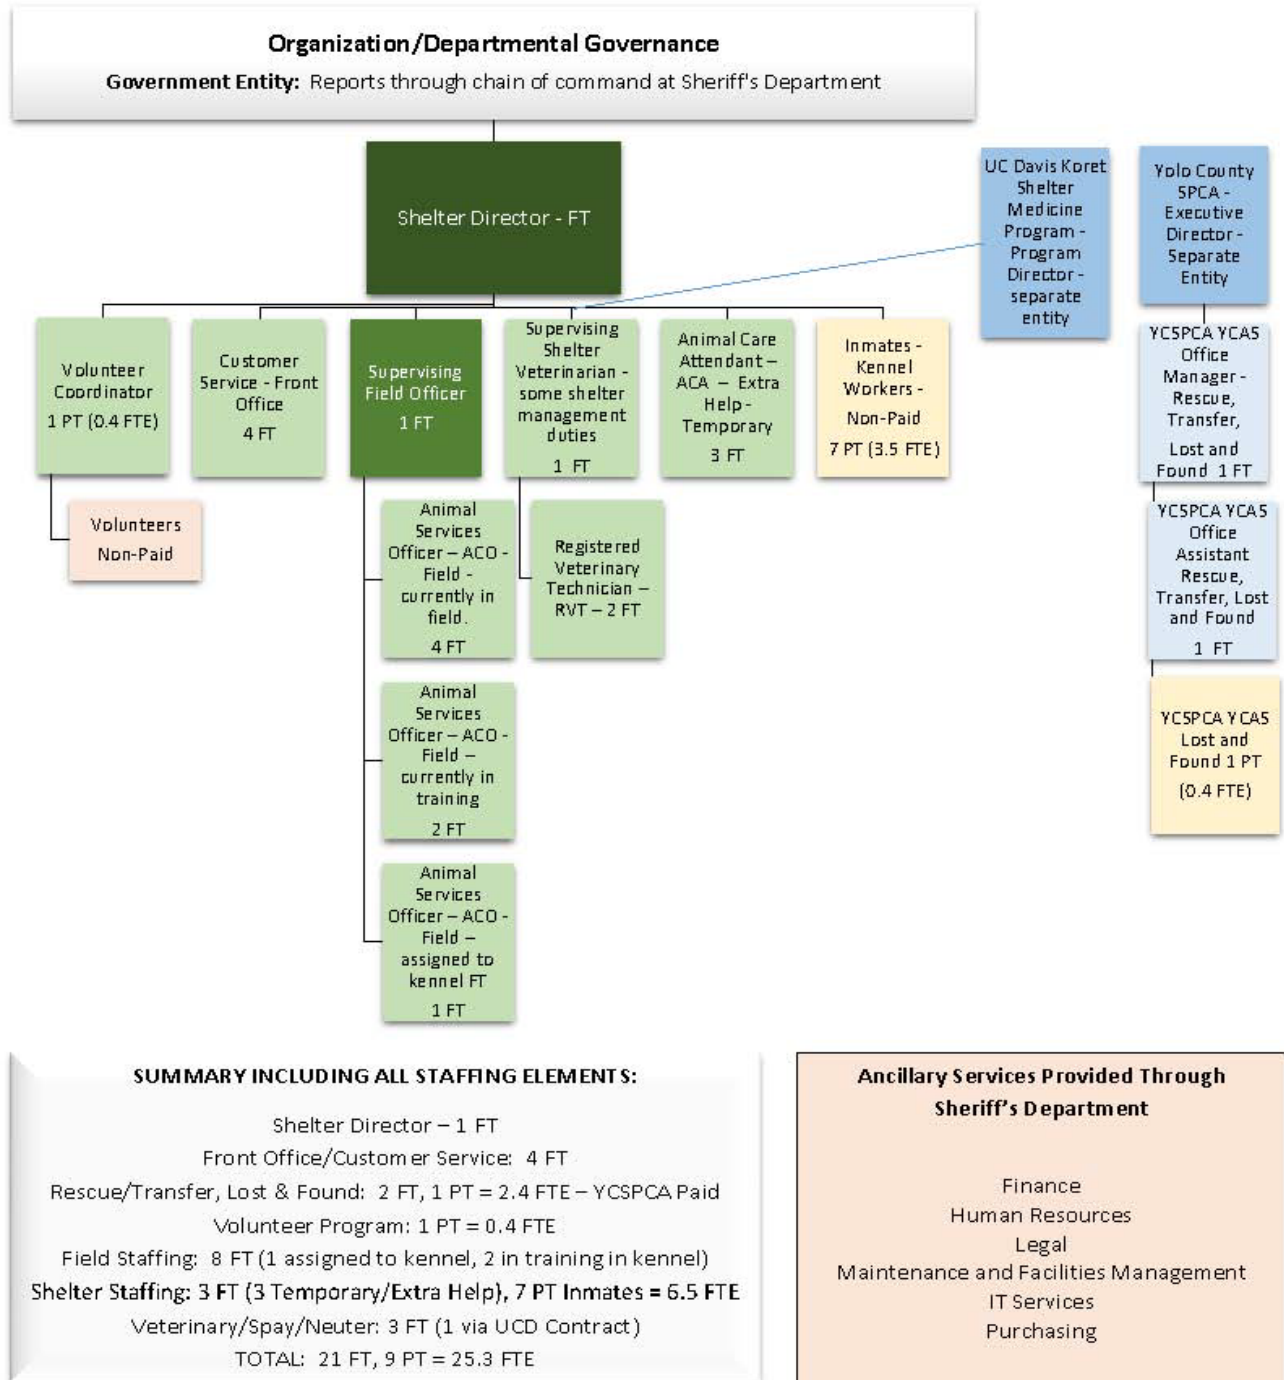 Organization/Departmental Governance
Government Entity: Reports through chain of command at Sheriff's Department
Shelter Director - FT
UC Davis Koret
Shelter
Medicine
Program -
Program
Director -
separate
entity
Yolo County
SPCA -
Executive
Director -
Separate
Entity
Volunteer
Coordinator
1 PT (0.4 FTE)
Customer
Service - Front
Office
4 FT
Supervising
Field Officer
1 FT
Supervising
Shelter
Veterinarian -
some shelter
management
duties
1 FT
Animal Care
Attendant –
ACA – Extra
Help -
Temporary
3 FT
Inmates -
Kennel
Workers -
Non-Paid
7 PT (3.5 FTE)
YCSPCA YCAS
Office
Manager -
Rescue,
Transfer,
Lost and
Found 1 FT
Volunteers
Non-Paid
Animal
Services
Officer – ACO -
Field -
currently in
field.
4 FT
Registered
Veterinary
Technician –
RVT – 2 FT
YCSPCA YCAS
Office
Assistant
Rescue,
Transfer, Lost
and Found
1 FT
Animal
Services
Officer – ACO -
Field –
currently in
training
2 FT
YCSPCA YCAS
Lost and
Found 1 PT
(0.4 FTE)
Animal
Services
Officer – ACO -
Field –
assigned to
kennel FT
1 FT
SUMMARY INCLUDING ALL STAFFING ELEMENTS:
Shelter Director – 1 FT
Front Office/Customer Service: 4 FT
Rescue/Transfer, Lost & Found: 2 FT, 1 PT = 2.4 FTE – YCSPCA Paid
Volunteer Program: 1 PT = 0.4 FTE
Field Staffing: 8 FT (1 assigned to kennel, 2 in training in kennel)
Shelter Staffing: 3 FT (3 Temporary/Extra Help), 7 PT Inmates = 6.5 FTE
Veterinary/Spay/Neuter: 3 FT (1 via UCD Contract)
TOTAL: 21 FT, 9 PT = 25.3 FTE
Ancillary Services Provided Through
Sheriff's Department
Finance
Human Resources
Legal
Maintenance and Facilities Management
IT Services
Purchasing